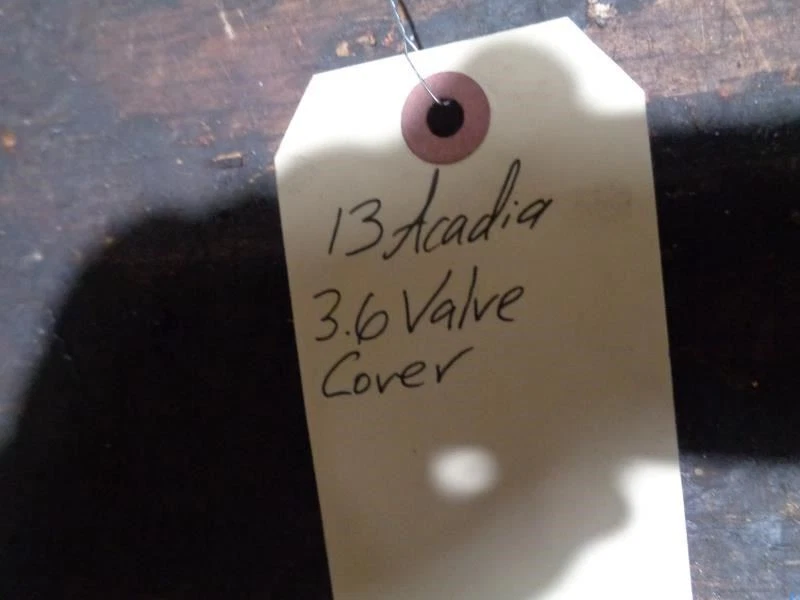 13 Acadia
3.6 Valve
Cover